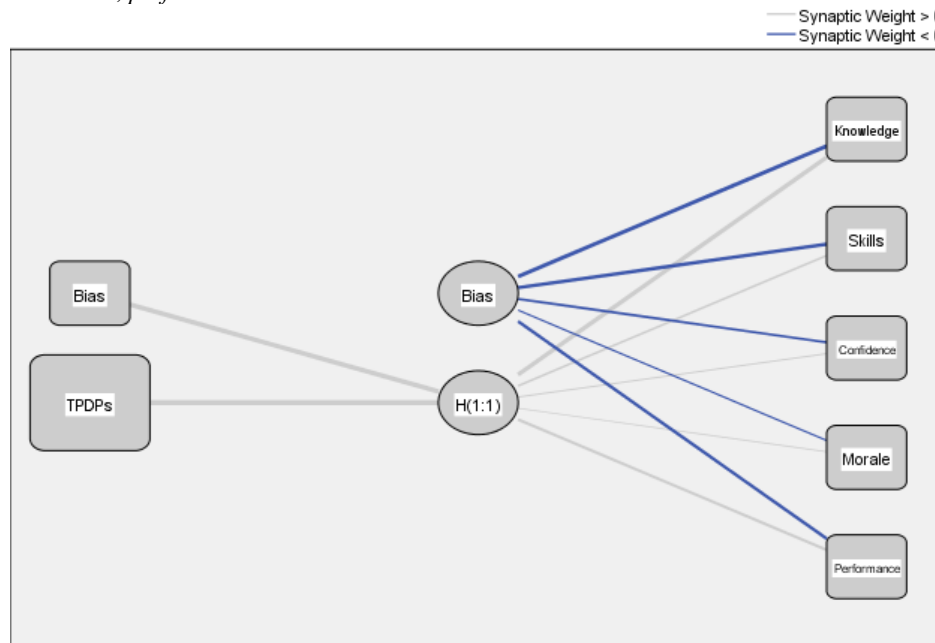 Synaptic Weight >
Synaptic Weight <
Knowledge
Skills
Bias
Bias
Confidence
TPDPs
H(1:1)
Morale
Performance